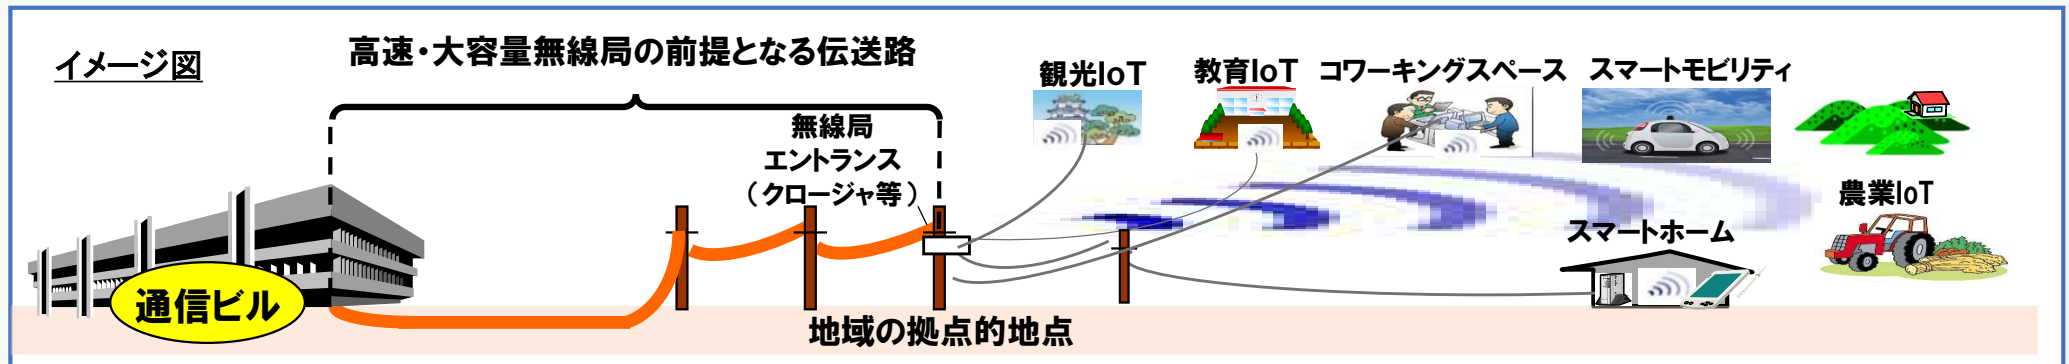 イメージ図
高速・大容量無線局の前提となる伝送路
無線局
エントランス
（クロージャ等）
観光IoT
教育IoT
コワーキングスペース
スマートモビリティ
農業IoT
スマートホーム
通信ビル
地域の拠点的地点